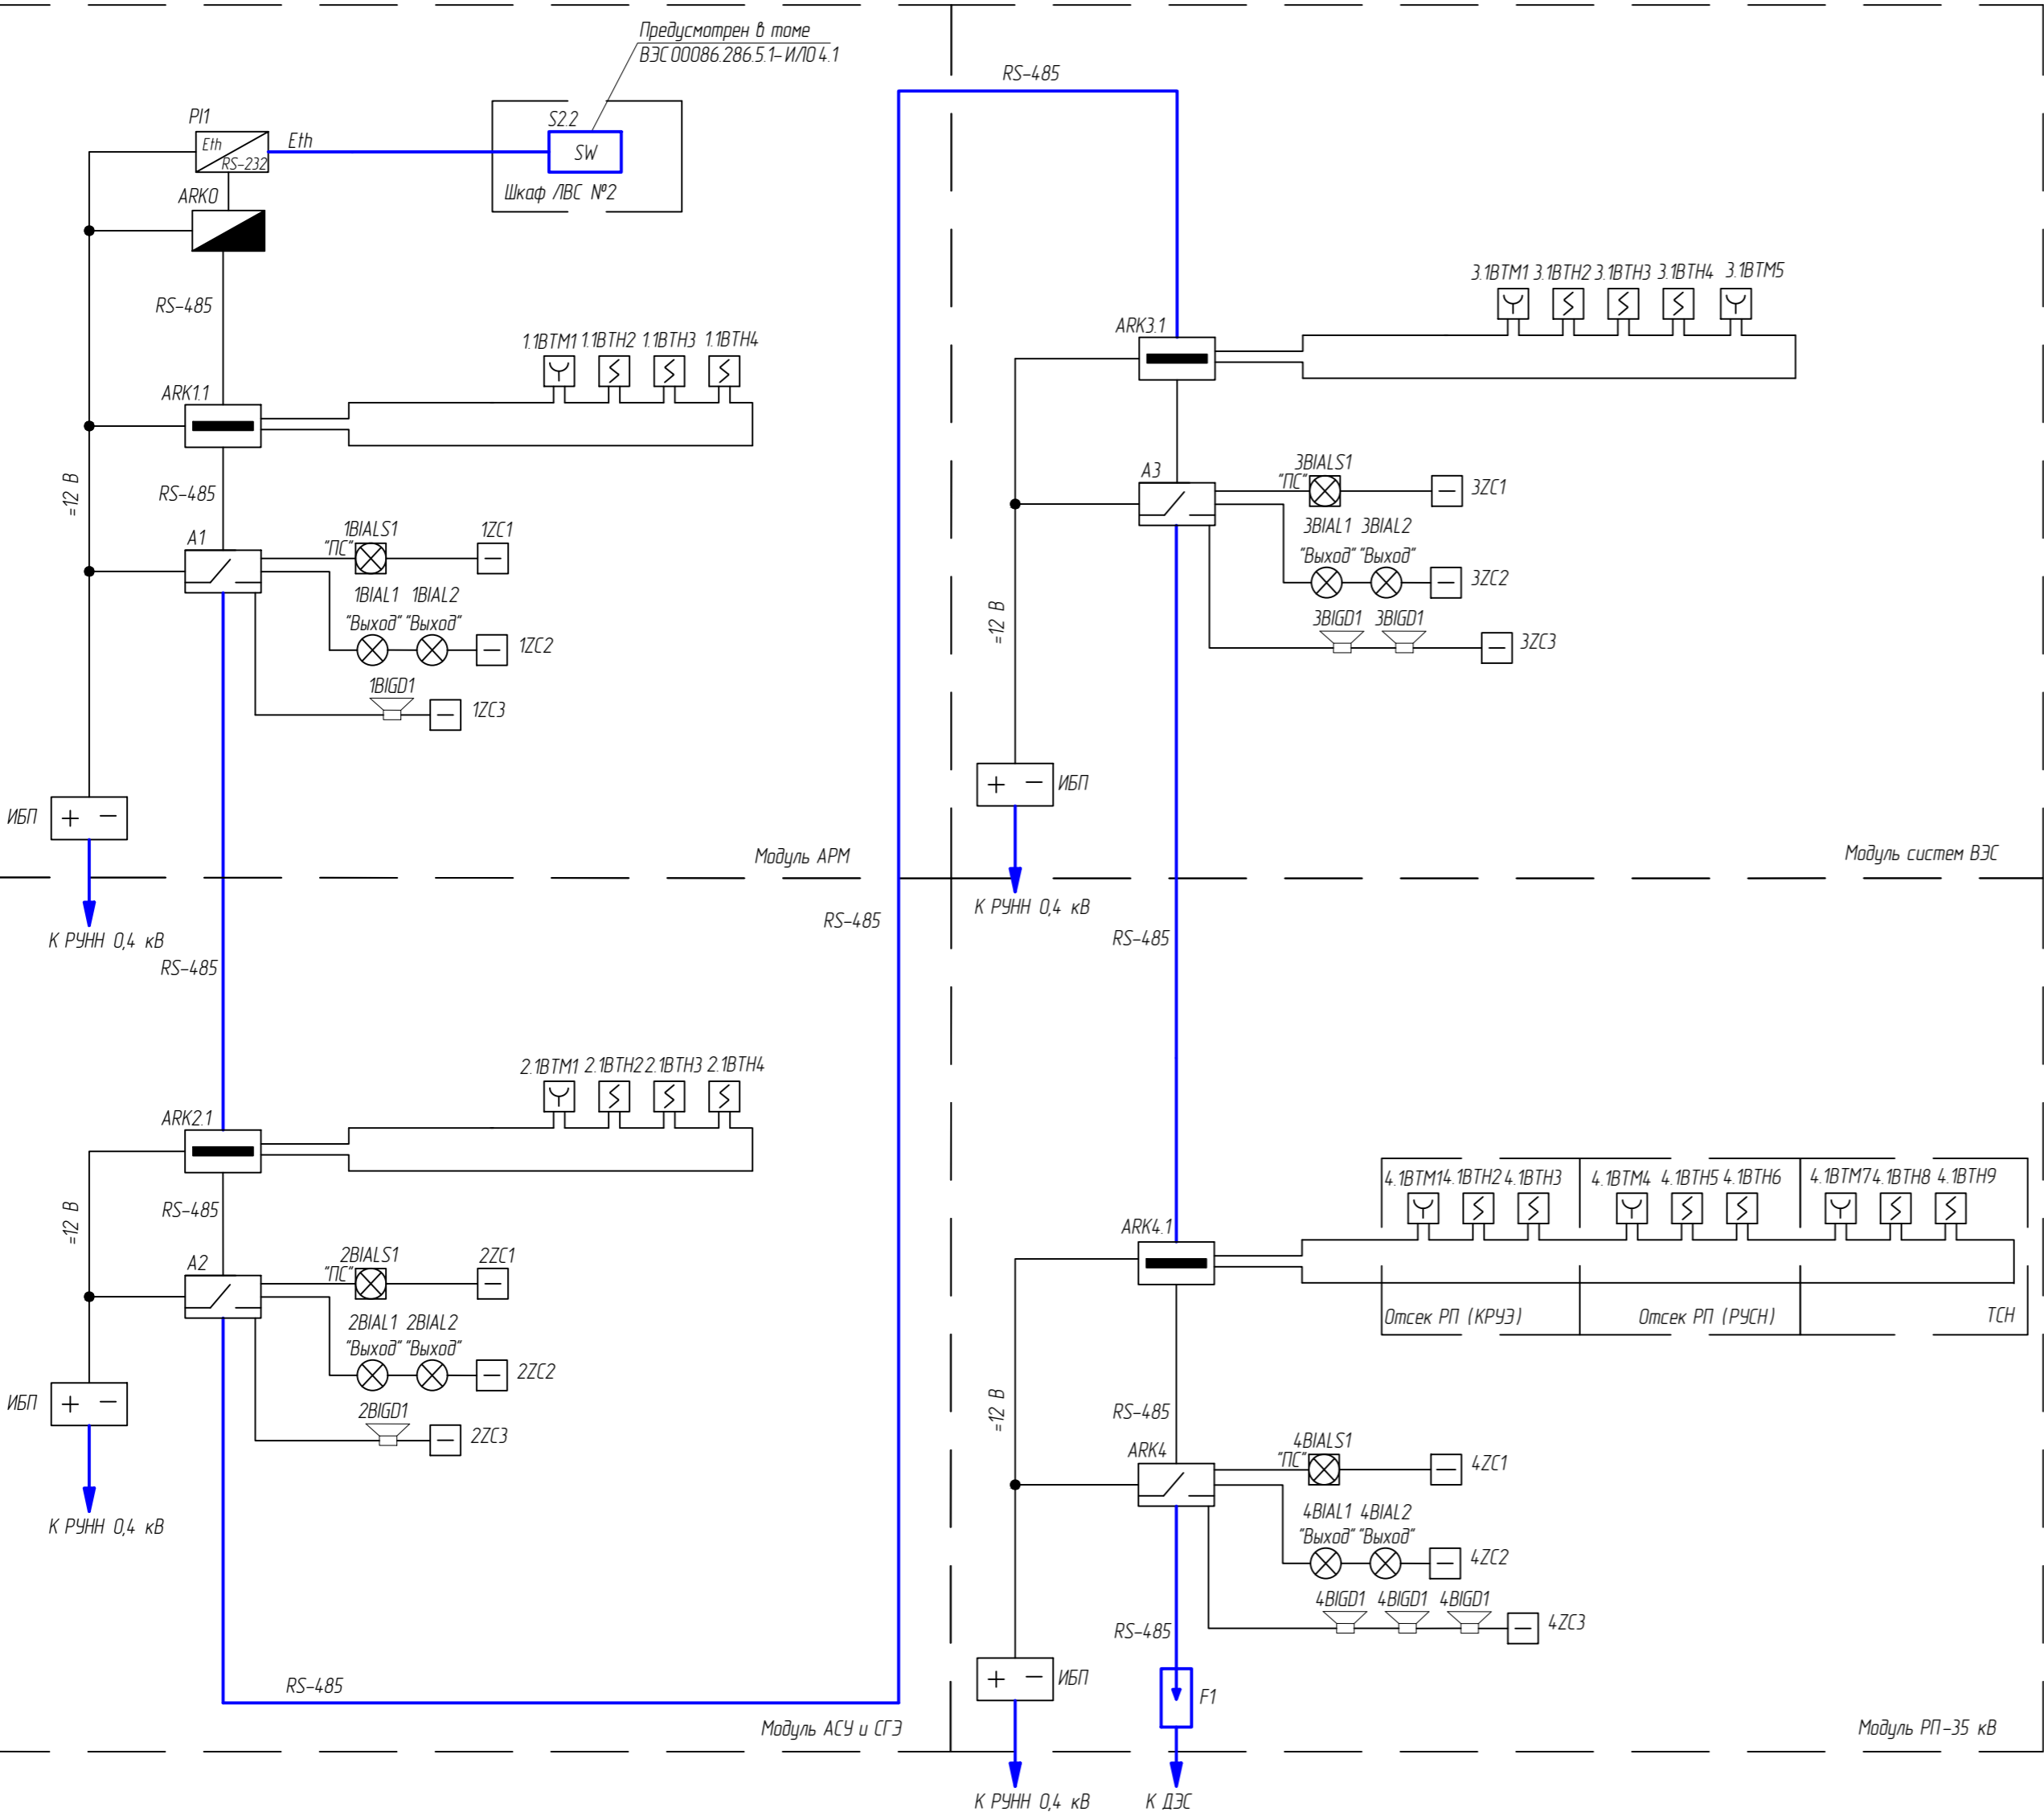 Предусмотрен в томе
ВЭС00086.286.5.1-ИЛО4.1
PI1
Eth
RS-232
Eth
S2.2
SW
Шкаф ЛВС №2
ARK0
RS-485
1.1BTM1 1.1BTH2 1.1BTH3 1.1BTH4
ARK1.1
=12 В
RS-485
A1
1BIALS1
"ПС"
1ZC1
1BIAL1 1BIAL2
"Выход" "Выход"
1ZC2
1BIGD1
1ZC3
ИБП
+ −
К РУНН 0,4 кВ
Модуль АРМ
RS-485
RS-485
2.1BTM1 2.1BTH2 2.1BTH3 2.1BTH4
ARK2.1
=12 В
RS-485
A2
2BIALS1
"ПС"
2ZC1
2BIAL1 2BIAL2
"Выход" "Выход"
2ZC2
2BIGD1
2ZC3
ИБП
+ −
К РУНН 0,4 кВ
RS-485
Модуль АСУ и СГЭ
RS-485
3.1BTM1 3.1BTH2 3.1BTH3 3.1BTH4 3.1BTM5
ARK3.1
A3
3BIALS1
"ПС"
3ZC1
3BIAL1 3BIAL2
"Выход" "Выход"
3ZC2
=12 В
3BIGD1 3BIGD1
3ZC3
ИБП
+ −
К РУНН 0,4 кВ
Модуль систем ВЭС
RS-485
4.1BTM1 4.1BTH2 4.1BTH3 4.1BTM4 4.1BTH5 4.1BTH6 4.1BTM7 4.1BTH8 4.1BTH9
ARK4.1
Отсек РП (КРУЭ)
Отсек РП (РУСН)
ТСН
=12 В
RS-485
ARK4
4BIALS1
"ПС"
4ZC1
4BIAL1 4BIAL2
"Выход" "Выход"
4ZC2
4BIGD1 4BIGD1 4BIGD1
4ZC3
RS-485
ИБП
+ −
F1
Модуль РП-35 кВ
К РУНН 0,4 кВ
К ДЭС